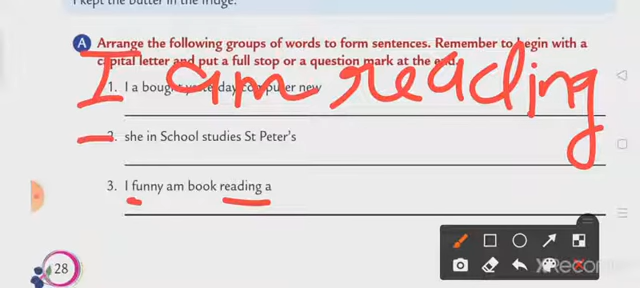 I kept the butter in the fridge.
A Arrange the following groups of words to form sentences. Remember to begin with a
capital letter and put a full stop or a question mark at the end.
I am reading
1. I a bought yesterday computer new
2. she in School studies St Peter's
3. I funny am book reading a
28
XRecorder